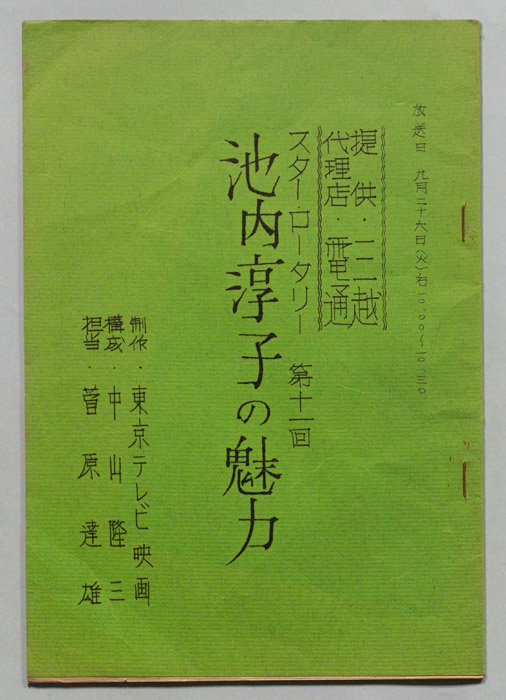 放送日 九月二十六日(火)后一〇.〇〇~一〇.三〇
提供・三越
代理店・電通
スター・ロータリー 第十一回
池内淳子の魅力
制作・東京テレビ映画
構成・中山隆三
担当・菅原達雄